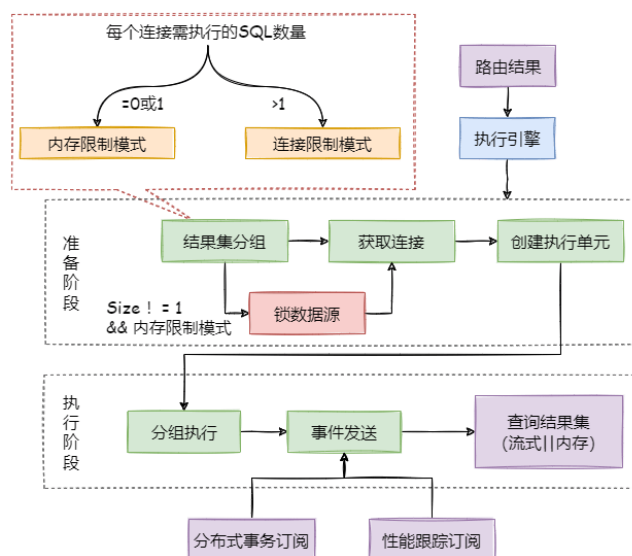 每个连接需执行的SQL数量
=0或1
>1
内存限制模式
连接限制模式
路由结果
执行引擎
准备阶段
结果集分组
获取连接
创建执行单元
Size ! = 1
&& 内存限制模式
锁数据源
执行阶段
分组执行
事件发送
查询结果集
(流式||内存)
分布式事务订阅
性能跟踪订阅